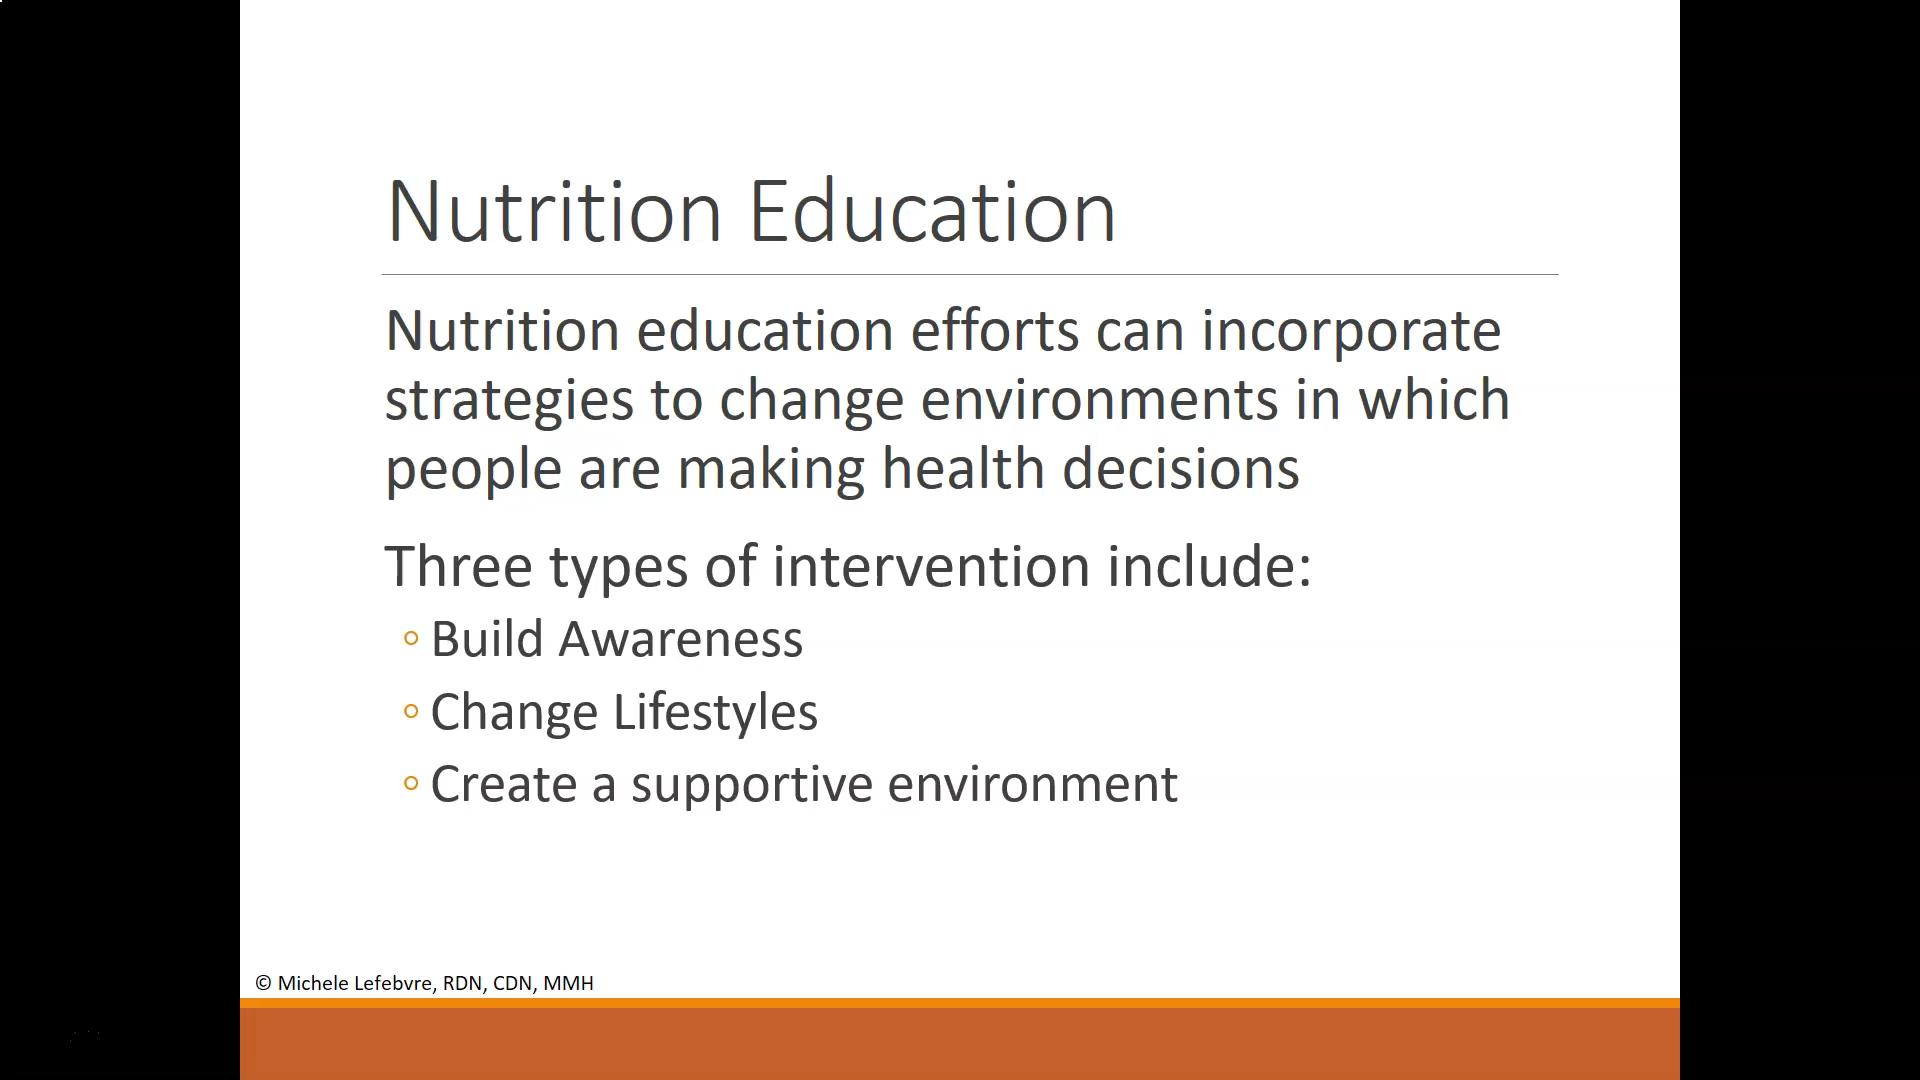 Nutrition Education
Nutrition education efforts can incorporate
strategies to change environments in which
people are making health decisions
Three types of intervention include:
◦ Build Awareness
◦ Change Lifestyles
◦ Create a supportive environment
© Michele Lefebvre, RDN, CDN, MMH